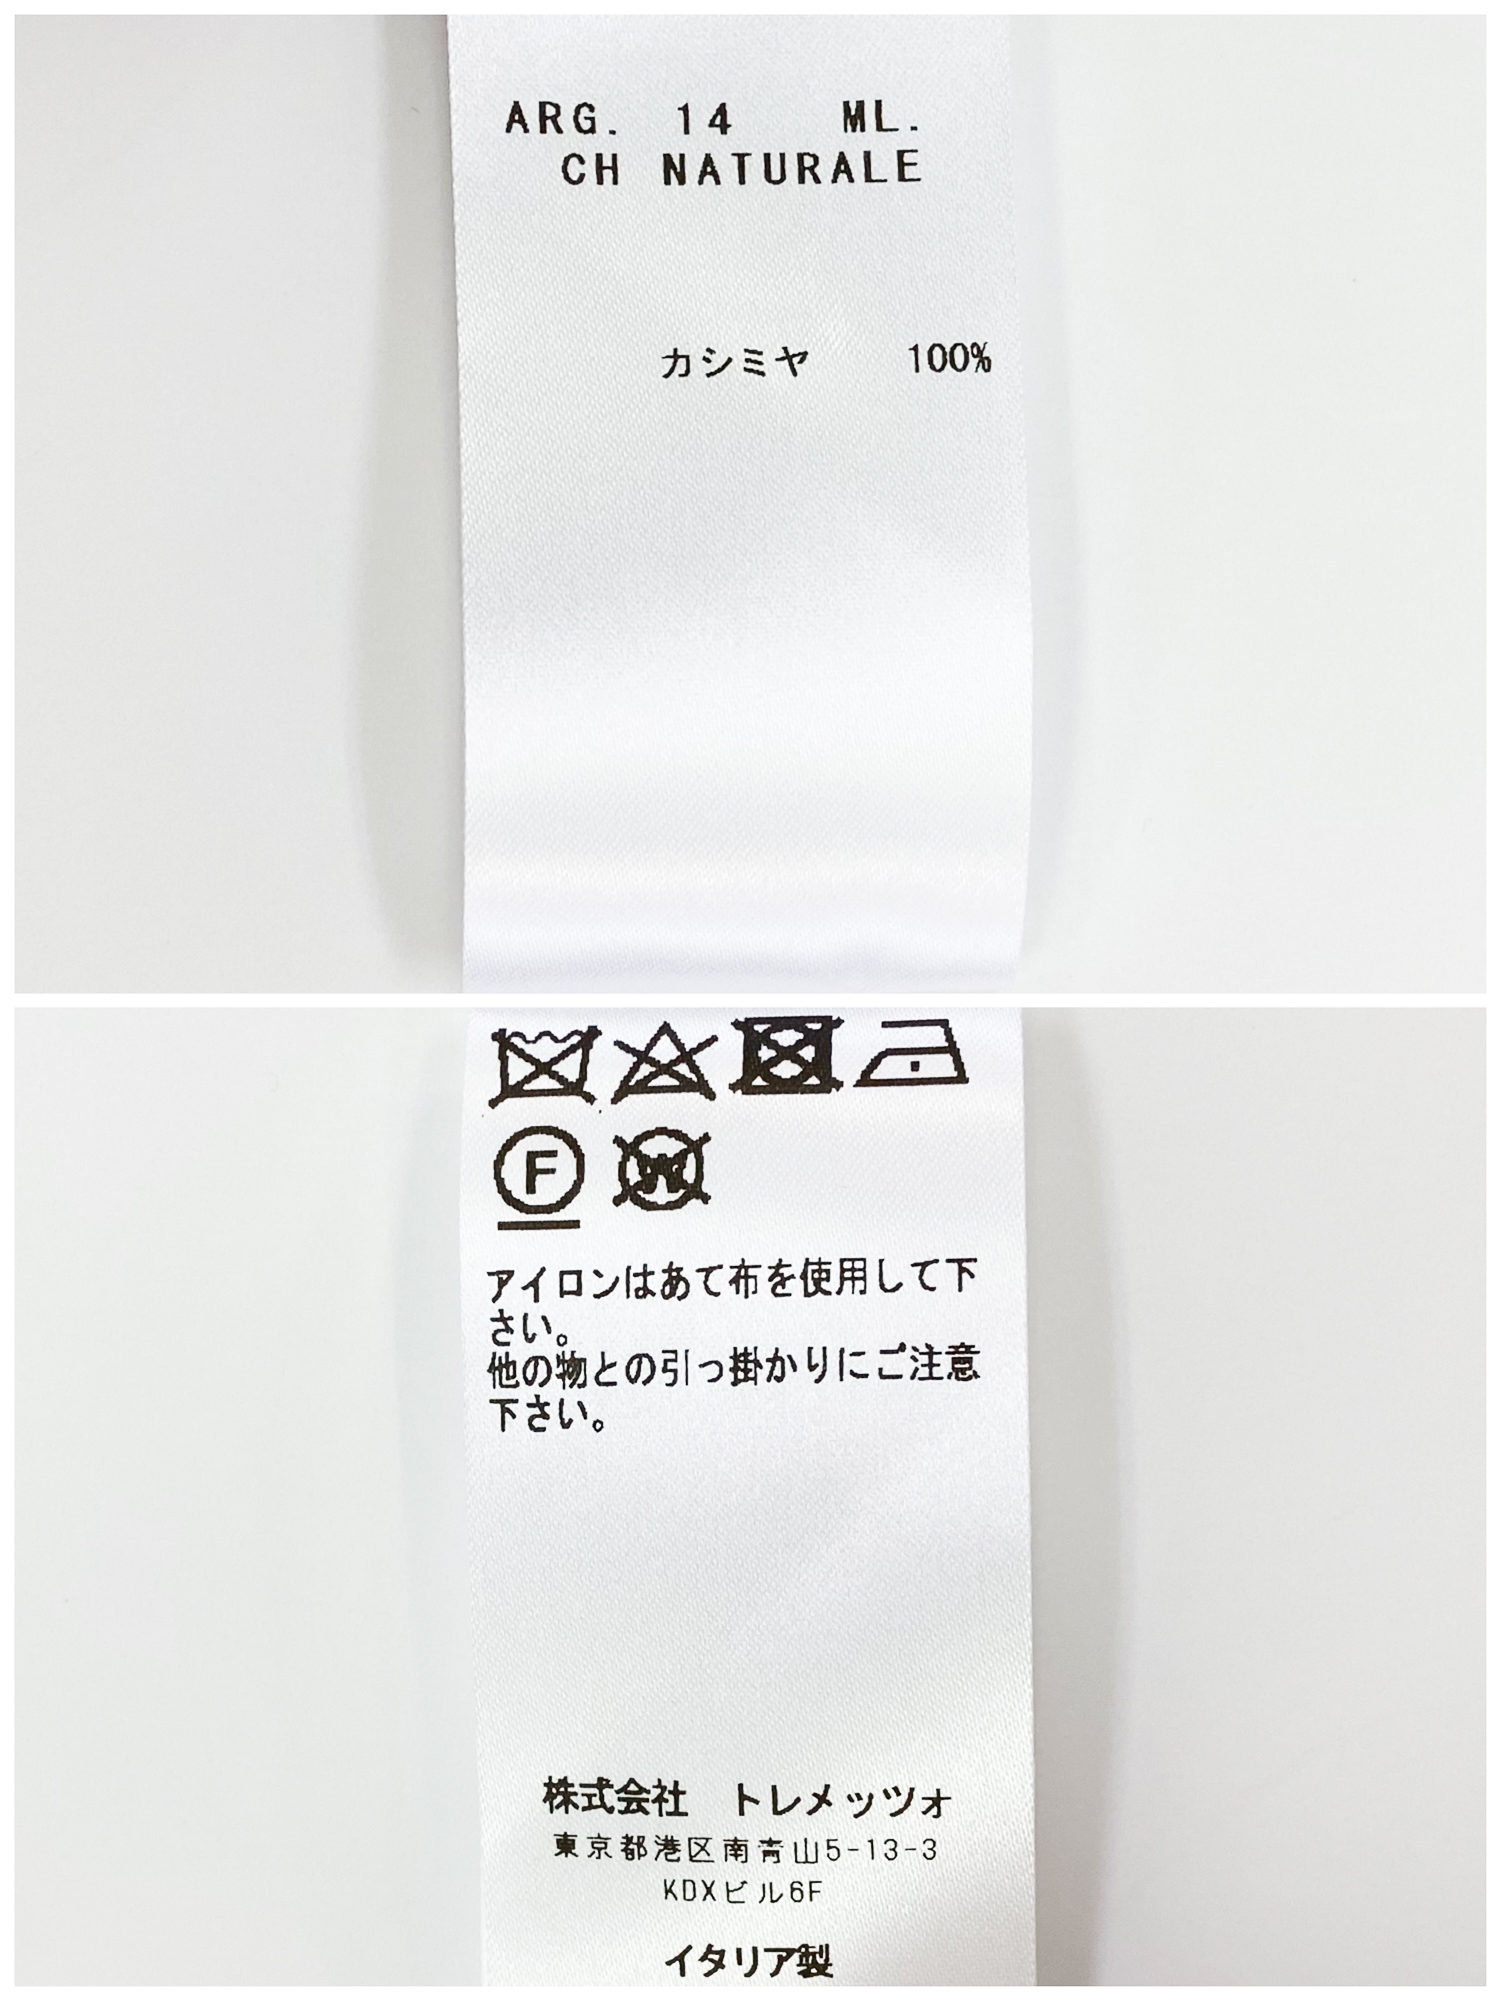 ARG. 14 ML.
CH NATURALE
カシミヤ 100%
F
W
アイロンはあて布を使用して下
さい。
他の物との引っ掛かりにご注意
下さい。
株式会社 トレメッツォ
東京都港区南青山5-13-3
KDXビル6F
イタリア製